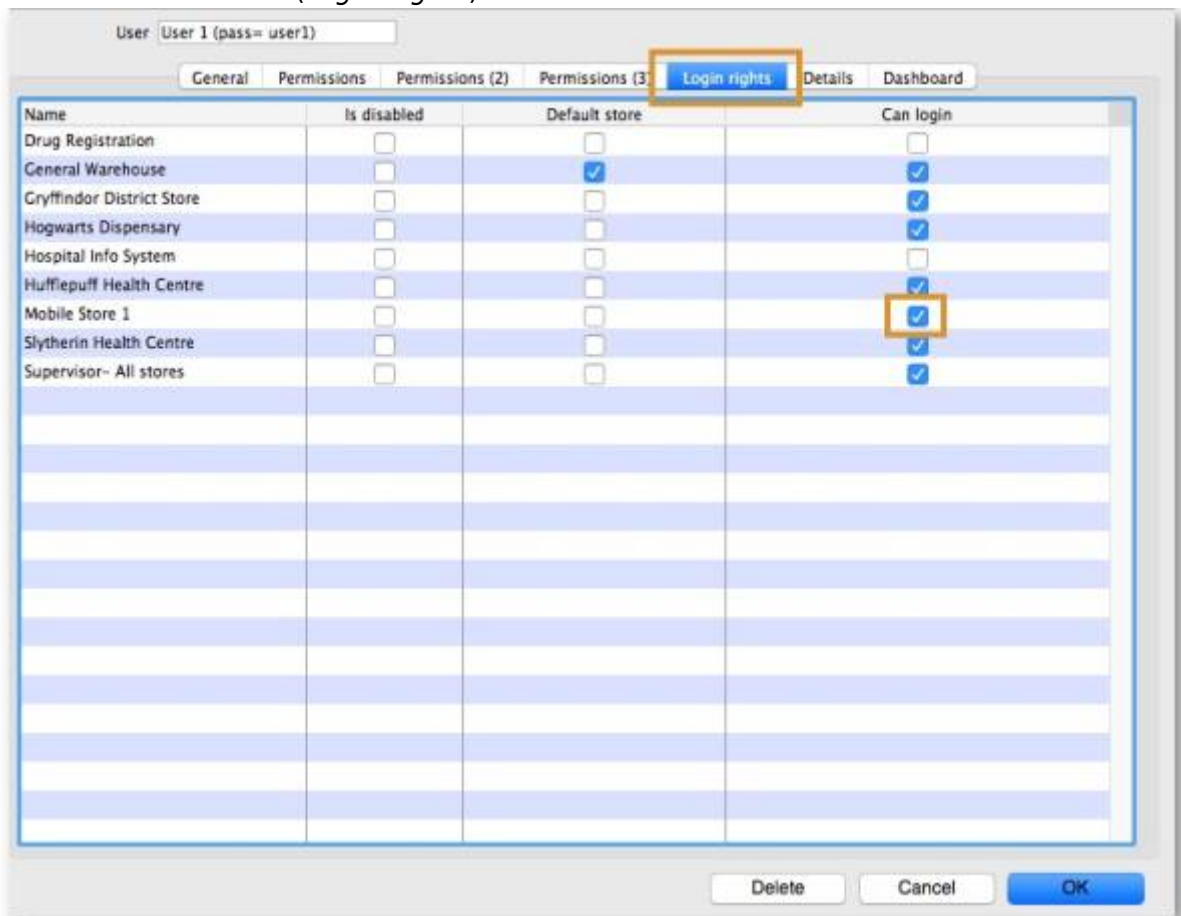 User User 1 (pass= user1)
General Permissions Permissions (2) Permissions (3) Login rights Details Dashboard
Name Is disabled Default store Can login
Drug Registration
General Warehouse
Gryffindor District Store
Hogwarts Dispensary
Hospital Info System
Hufflepuff Health Centre
Mobile Store 1
Slytherin Health Centre
Supervisor- All stores
Delete Cancel OK